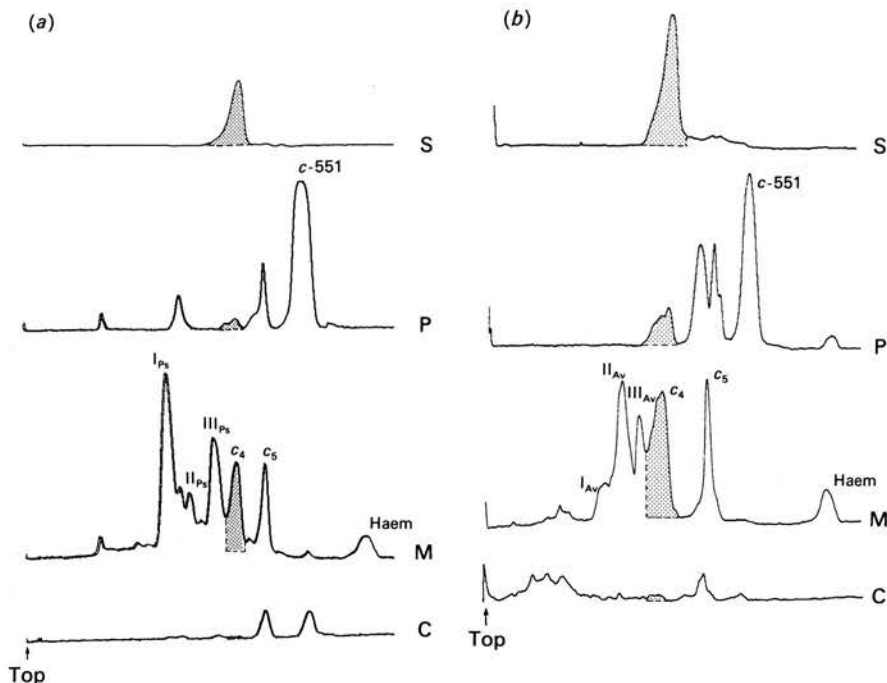 (a)
S
c-551
P
I_Ps
II_Ps
III_Ps
c_4
c_5
Haem
M
C
Top
(b)
S
c-551
P
I_Av
II_Av
III_Av
c_4
c_5
Haem
M
C
Top